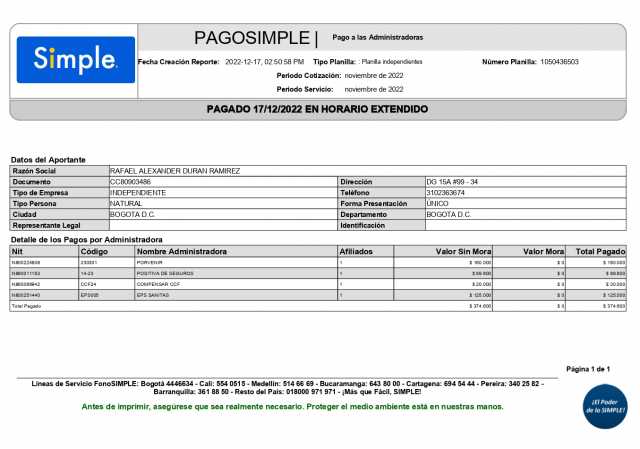 PAGOSIMPLE | Pago a las Administradoras
Simple.
Fecha Creación Reporte: 2022-12-17, 02:50:58 PM Tipo Planilla: : Planilla independientes Número Planilla: 1050436503
Periodo Cotización: noviembre de 2022
Periodo Servicio: noviembre de 2022
PAGADO 17/12/2022 EN HORARIO EXTENDIDO
Datos del Aportante
Razón Social RAFAEL ALEXANDER DURAN RAMIREZ
Documento CC80903486 Dirección DG 15A #99 - 34
Tipo de Empresa INDEPENDIENTE Teléfono 3102363674
Tipo Persona NATURAL Forma Presentación ÚNICO
Ciudad BOGOTA D.C. Departamento BOGOTA D.C.
Representante Legal Identificación
Detalle de los Pagos por Administradora
Nit Código Nombre Administradora Afiliados Valor Sin Mora Valor Mora Total Pagado
230301 PORVENIR 1 $ 160.000 $ 0 $ 160.000
14-23 POSITIVA DE SEGUROS 1 $ 69.600 $ 0 $ 69.600
CCF24 COMPENSAR CCF 1 $ 20.000 $ 0 $ 20.000
EPS005 EPS SANITAS 1 $ 125.000 $ 0 $ 125.000
Total Pagado $ 374.600 $ 0 $ 374.600
Página 1 de 1
Líneas de Servicio FonoSIMPLE: Bogotá 4446634 - Cali: 554 0515 - Medellín: 514 66 69 - Bucaramanga: 643 80 00 - Cartagena: 694 54 44 - Pereira: 340 25 82 -
Barranquilla: 361 88 50 - Resto del País: 018000 971 971 - ¡Más que Fácil, SIMPLE!
Antes de imprimir, asegúrese que sea realmente necesario. Proteger el medio ambiente está en nuestras manos.
¡El Poder
de lo SIMPLE!